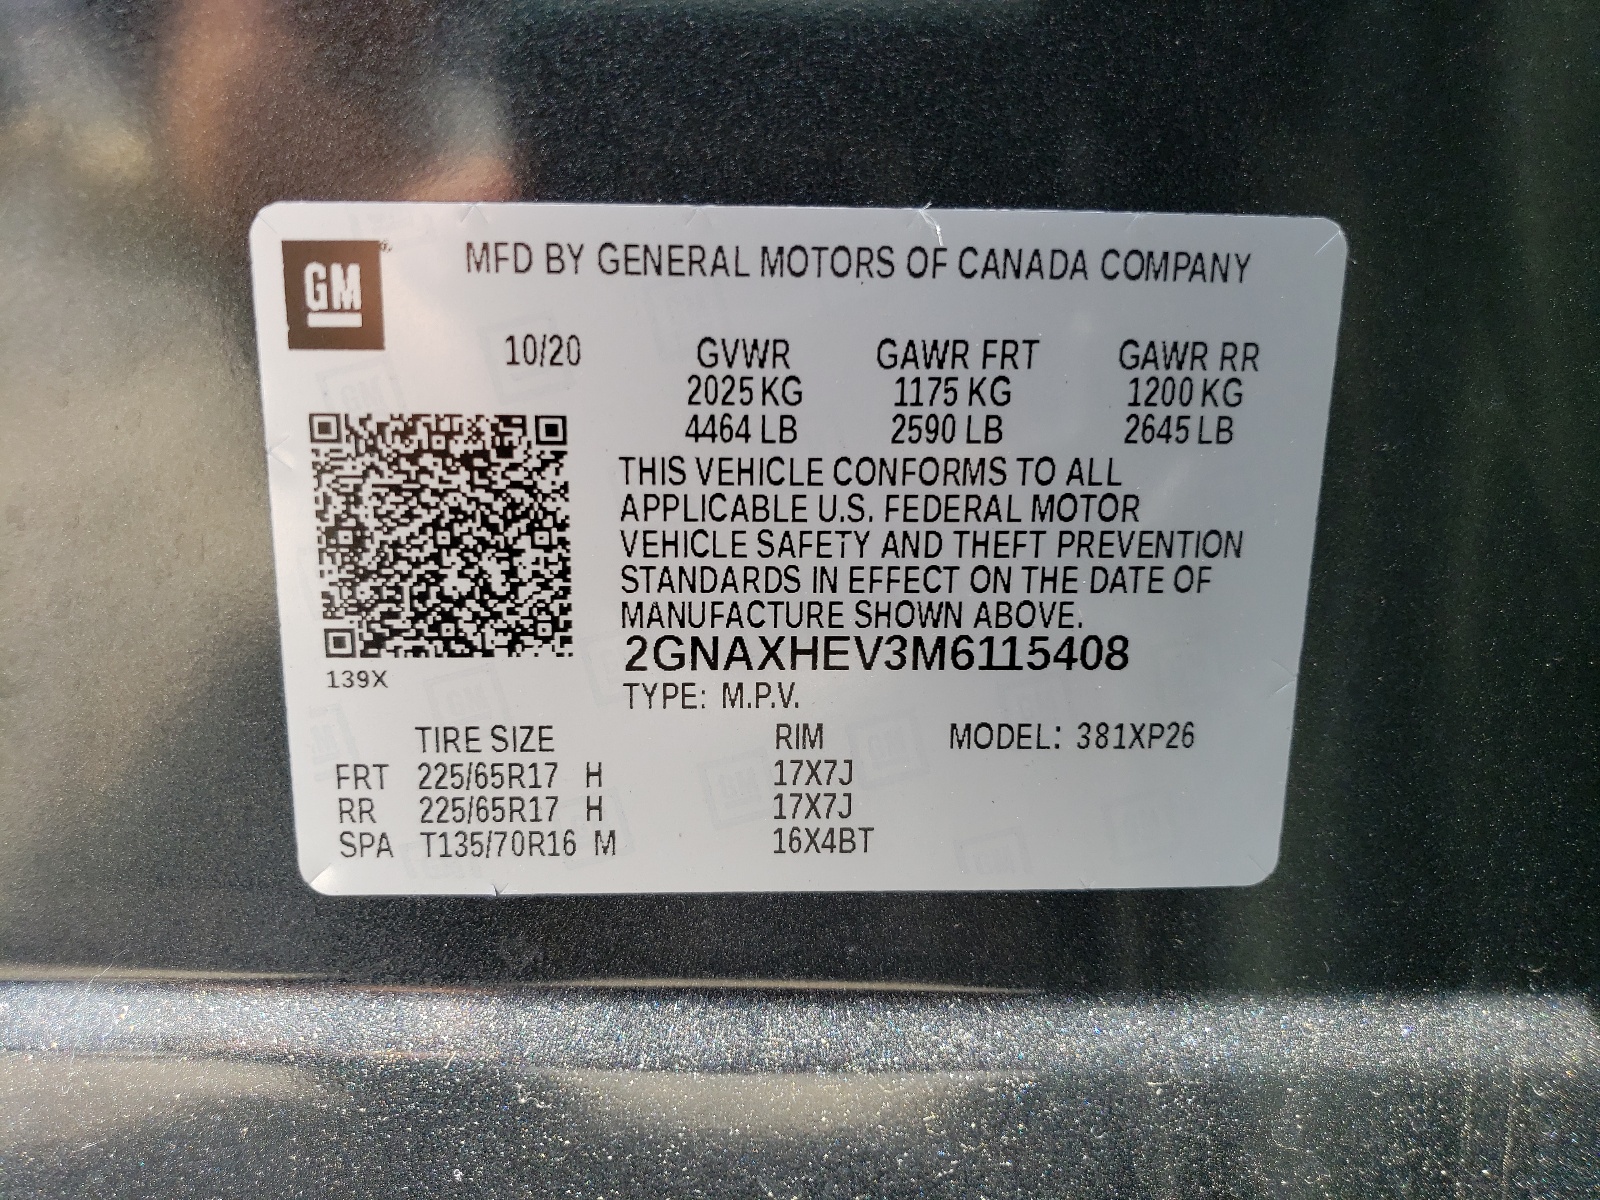 GM
MFD BY GENERAL MOTORS OF CANADA COMPANY
10/20 GVWR GAWR FRT GAWR RR
2025 KG 1175 KG 1200 KG
4464 LB 2590 LB 2645 LB
THIS VEHICLE CONFORMS TO ALL
APPLICABLE U.S. FEDERAL MOTOR
VEHICLE SAFETY AND THEFT PREVENTION
STANDARDS IN EFFECT ON THE DATE OF
MANUFACTURE SHOWN ABOVE.
2GNAXHEV3M6115408
139X
TYPE: M.P.V.
TIRE SIZE RIM MODEL: 381XP26
FRT 225/65R17 H 17X7J
RR 225/65R17 H 17X7J
SPA T135/70R16 M 16X4BT